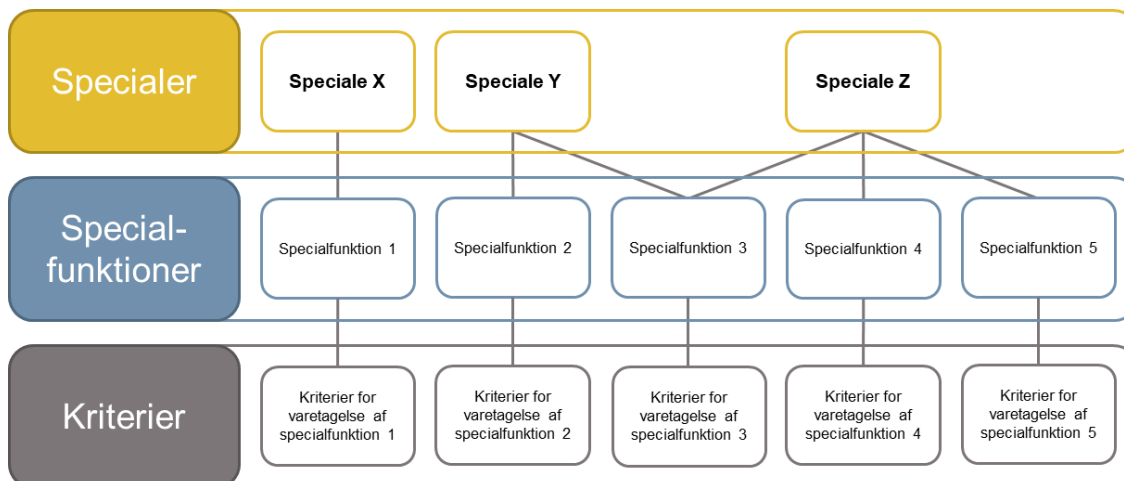 Specialer
Speciale X
Speciale Y
Speciale Z
Special-
funktioner
Specialfunktion 1
Specialfunktion 2
Specialfunktion 3
Specialfunktion 4
Specialfunktion 5
Kriterier
Kriterier for
varetagelse af
specialfunktion 1
Kriterier for
varetagelse af
specialfunktion 2
Kriterier for
varetagelse af
specialfunktion 3
Kriterier for
varetagelse af
specialfunktion 4
Kriterier for
varetagelse af
specialfunktion 5